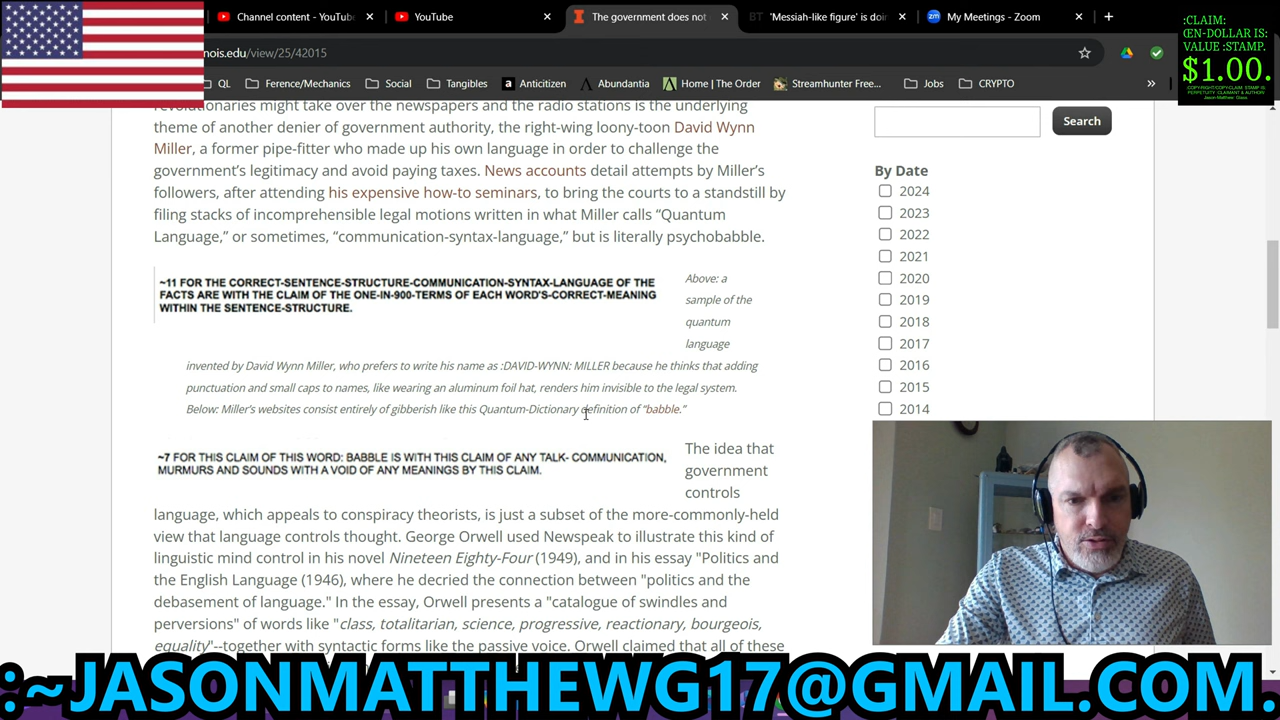 Channel content - YouTube
YouTube
The government does not
'Messiah-like figure' is doin
My Meetings - Zoom
nois.edu/view/25/42015
QL
Ference/Mechanics
Social
Anticrisen
Animedia
Social
:CLAIM:
ŒN-DOLLAR IS:
VALUE :STAMP.
$1.00.
revolutionaries might take over the newspapers and radio stations is the underlying
theme of another denier of government authority, the right-wing loony-toon David Wynn
Miller, a former pipe-fitter who made up his own language in order to challenge the
government's legitimacy and avoid paying taxes. News accounts detail attempts by Miller's
followers, after attending his expensive how-to seminars, to bring the courts to a standstill by
filing stacks of incomprehensible legal motions written in what Miller calls “Quantum
Language,” or sometimes, “communication-syntax-language,” but is literally psychobabble.
~11 FOR THE CORRECT-SENTENCE-STRUCTURE-COMMUNICATION-SYNTAX-LANGUAGE OF THE
FACTS ARE WITH THE CLAIM OF THE ONE-IN-900-TERMS OF EACH WORD'S-CORRECT-MEANING
WITHIN THE SENTENCE-STRUCTURE.
Above: a
sample of the
quantum
language
invented by David Wynn Miller, who prefers to write his name as :DAVID-WYNN: MILLER because he thinks that adding
punctuation and small caps to names, like wearing an aluminum foil hat, renders him invisible to the legal system.
Below: Miller's websites consist entirely of gibberish like this Quantum-Dictionary definition of “babble.”
~7 FOR THIS CLAIM OF THIS WORD: BABBLE IS WITH THIS CLAIM OF ANY TALK- COMMUNICATION,
MURMURS AND SOUNDS WITH A VOID OF ANY MEANINGS BY THIS CLAIM.
The idea that
government
controls
language, which appeals to conspiracy theorists, is just a subset of the more-commonly-held
view that language controls thought. George Orwell used Newspeak to illustrate this kind of
linguistic mind control in his novel Nineteen Eighty-Four (1949), and in his essay "Politics and
the English Language (1946), where he decried the connection between "politics and the
debasement of language." In the essay, Orwell presents a "catalogue of swindles and
perversions" of words like "class, totalitarian, science, progressive, reactionary, bourgeois,
equality"--together with syntactic forms like the passive voice. Orwell claimed that all of these
Search
By Date
2024
2023
2022
2021
2020
2019
2018
2017
2016
2015
2014
:~JASONMATTHEWG17@GMAIL.COM.